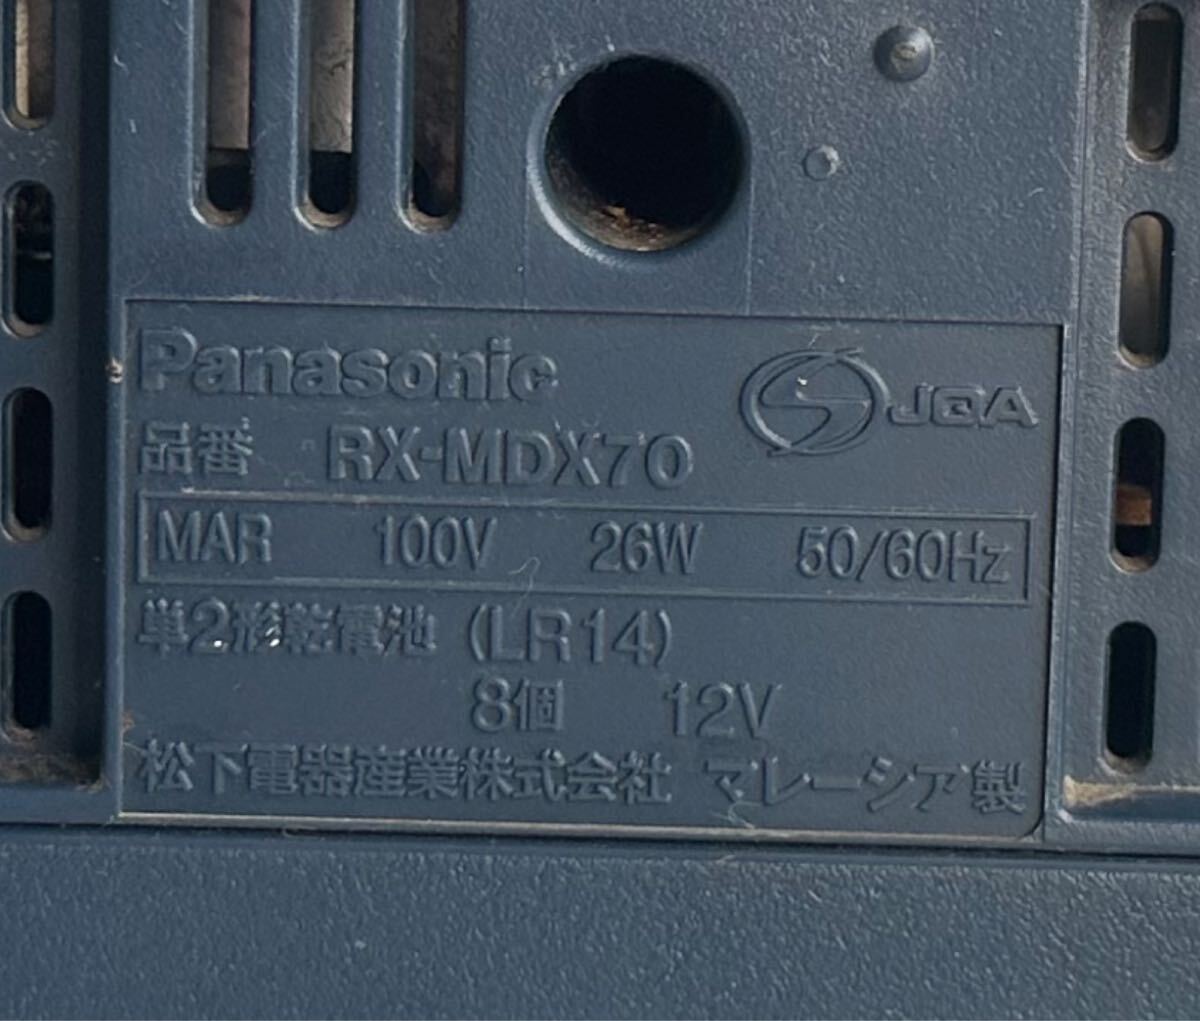 Panasonic
JQA
品番 RX-MDX70
MAR 100V 26W 50/60Hz
単2形乾電池 (LR14)
8個 12V
松下電器産業株式会社 マレーシア製